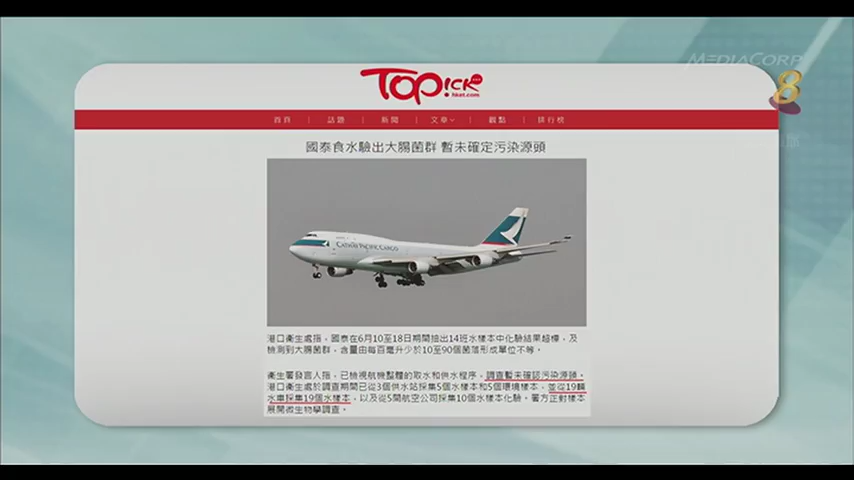 MEDIACORP
8
TOPick
hket.com
首頁 | 話題 | 新聞 | 文章 | 觀點 | 排行榜
國泰食水驗出大腸菌群 暫未確定污染源頭
CATHAY PACIFIC CARGO
港口衞生處指，國泰在6月10至18日期間抽出14班水樣本中化驗結果超標，及
檢測到大腸菌群，含量由每百毫升少於10至90個菌落形成單位不等。
衞生署發言人指，已檢視航機整體的取水和供水程序，調查暫未確認污染源頭。
港口衞生處於調查期間已從3個供水站採集5個水樣本和5個環境樣本，並從19輛
水車採集19個水樣本，以及從5間航空公司採集10個水樣本化驗。署方正對樣本
展開微生物學調查。